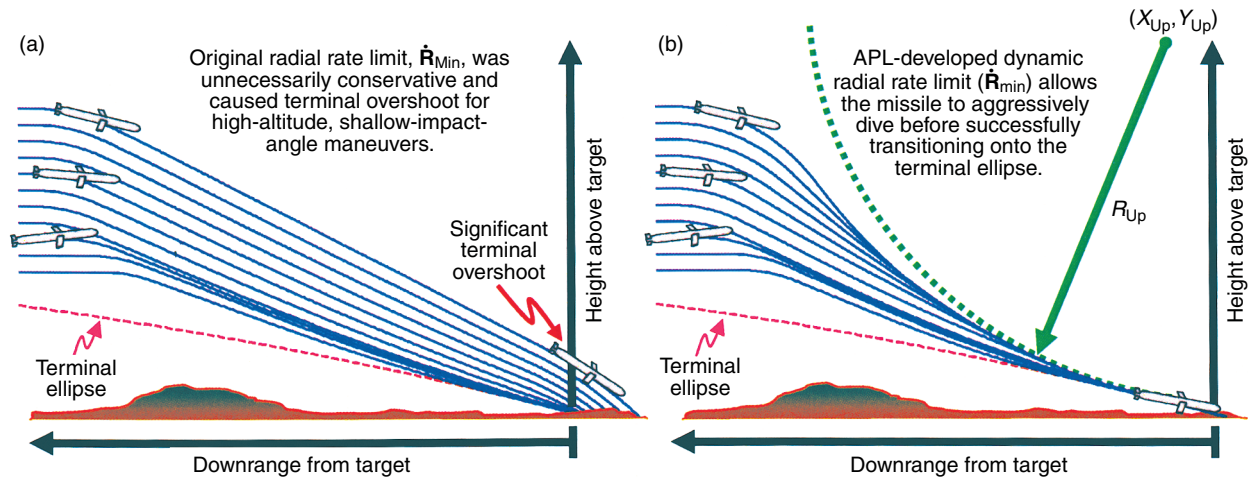 (a)
Original radial rate limit, Ṙ_Min, was
unnecessarily conservative and
caused terminal overshoot for
high-altitude, shallow-impact-
angle maneuvers.
Significant
terminal
overshoot
Height above target
Terminal
ellipse
Downrange from target
(b)
(X_Up, Y_Up)
APL-developed dynamic
radial rate limit (Ṙ_min) allows
the missile to aggressively
dive before successfully
transitioning onto the
terminal ellipse.
R_Up
Height above target
Terminal
ellipse
Downrange from target